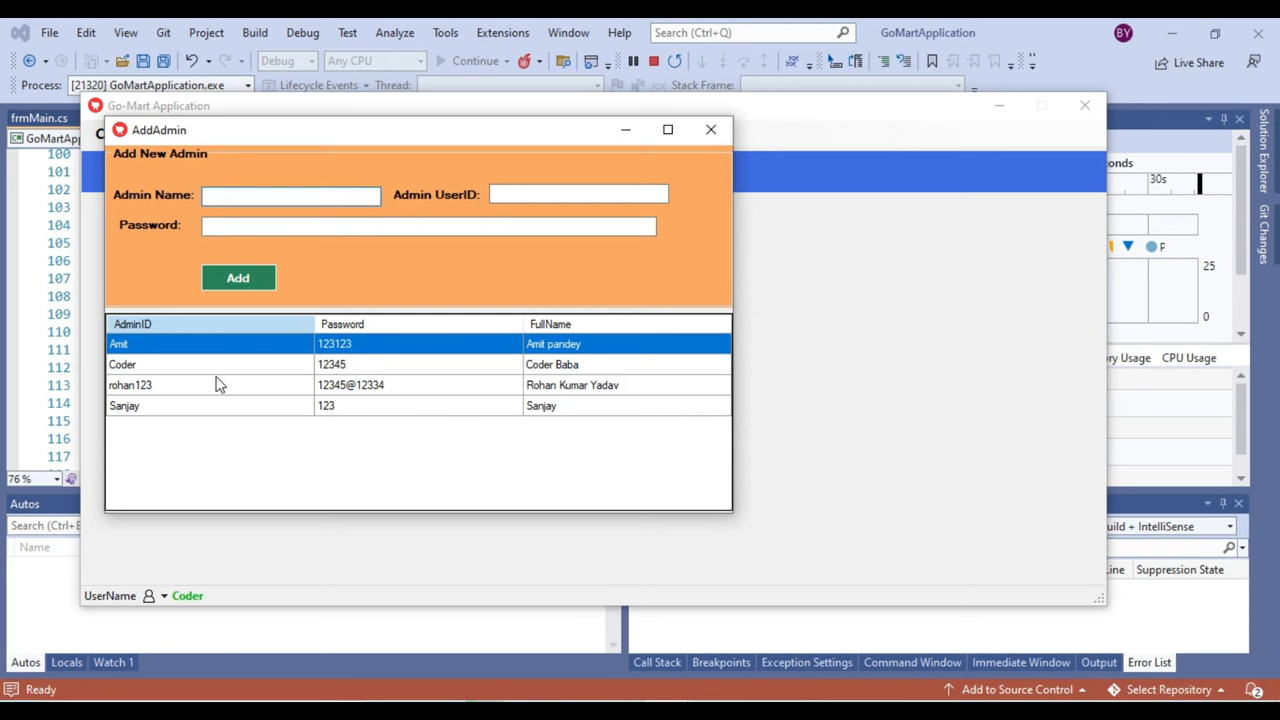 File Edit View Git Project Build Debug Test Analyze Tools Extensions Window Help Search (Ctrl+Q) GoMartApplication BY
Debug Any CPU Continue Live Share
Process: [21320] GoMartApplication.exe Lifecycle Events Thread: Stack Frame:
frmMain.cs
GoMartApp
Go-Mart Application
AddAdmin
Add New Admin
Admin Name: Admin UserID:
Password:
Add
AdminID Password FullName
Amit 123123 Amit pandey
Coder 12345 Coder Baba
rohan123 12345@12334 Rohan Kumar Yadav
Sanjay 123 Sanjay
100
101
102
103
104
105
106
107
108
109
110
111
112
113
114
115
116
117
76 %
onds
30s
P
25
0
ry Usage CPU Usage
Solution Explorer
Git Changes
UserName Coder
Autos
Search (Ctrl+E
Name
uild + IntelliSense
Line Suppression State
Autos Locals Watch 1
Call Stack Breakpoints Exception Settings Command Window Immediate Window Output Error List
Ready Add to Source Control Select Repository 2